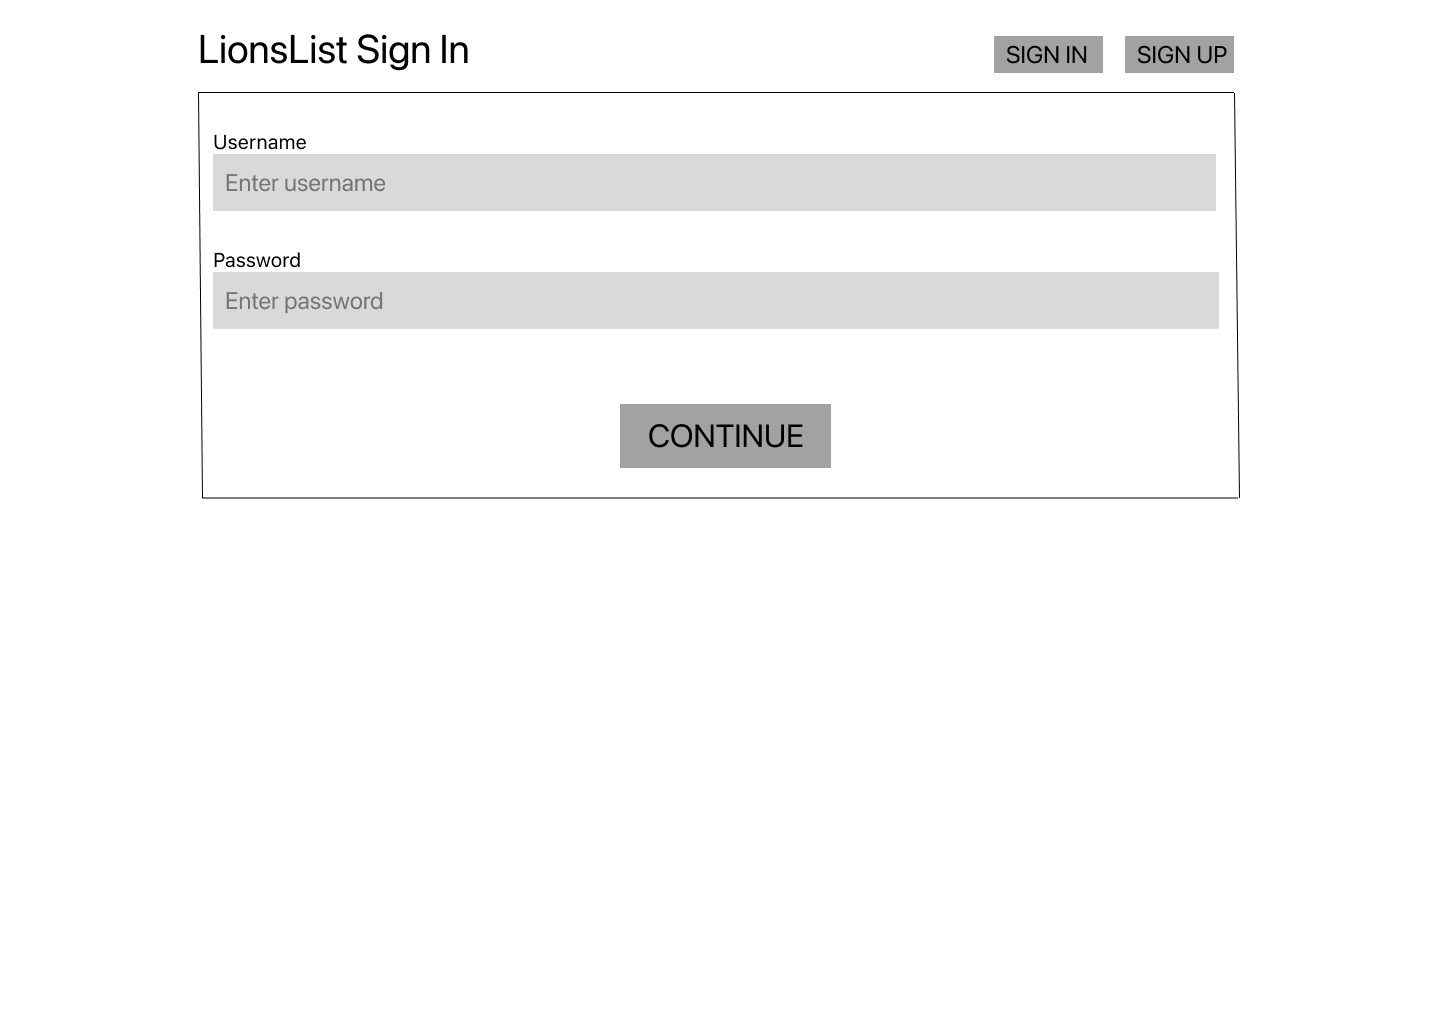 LionsList Sign In
SIGN IN
SIGN UP
Username
Enter username
Password
Enter password
CONTINUE